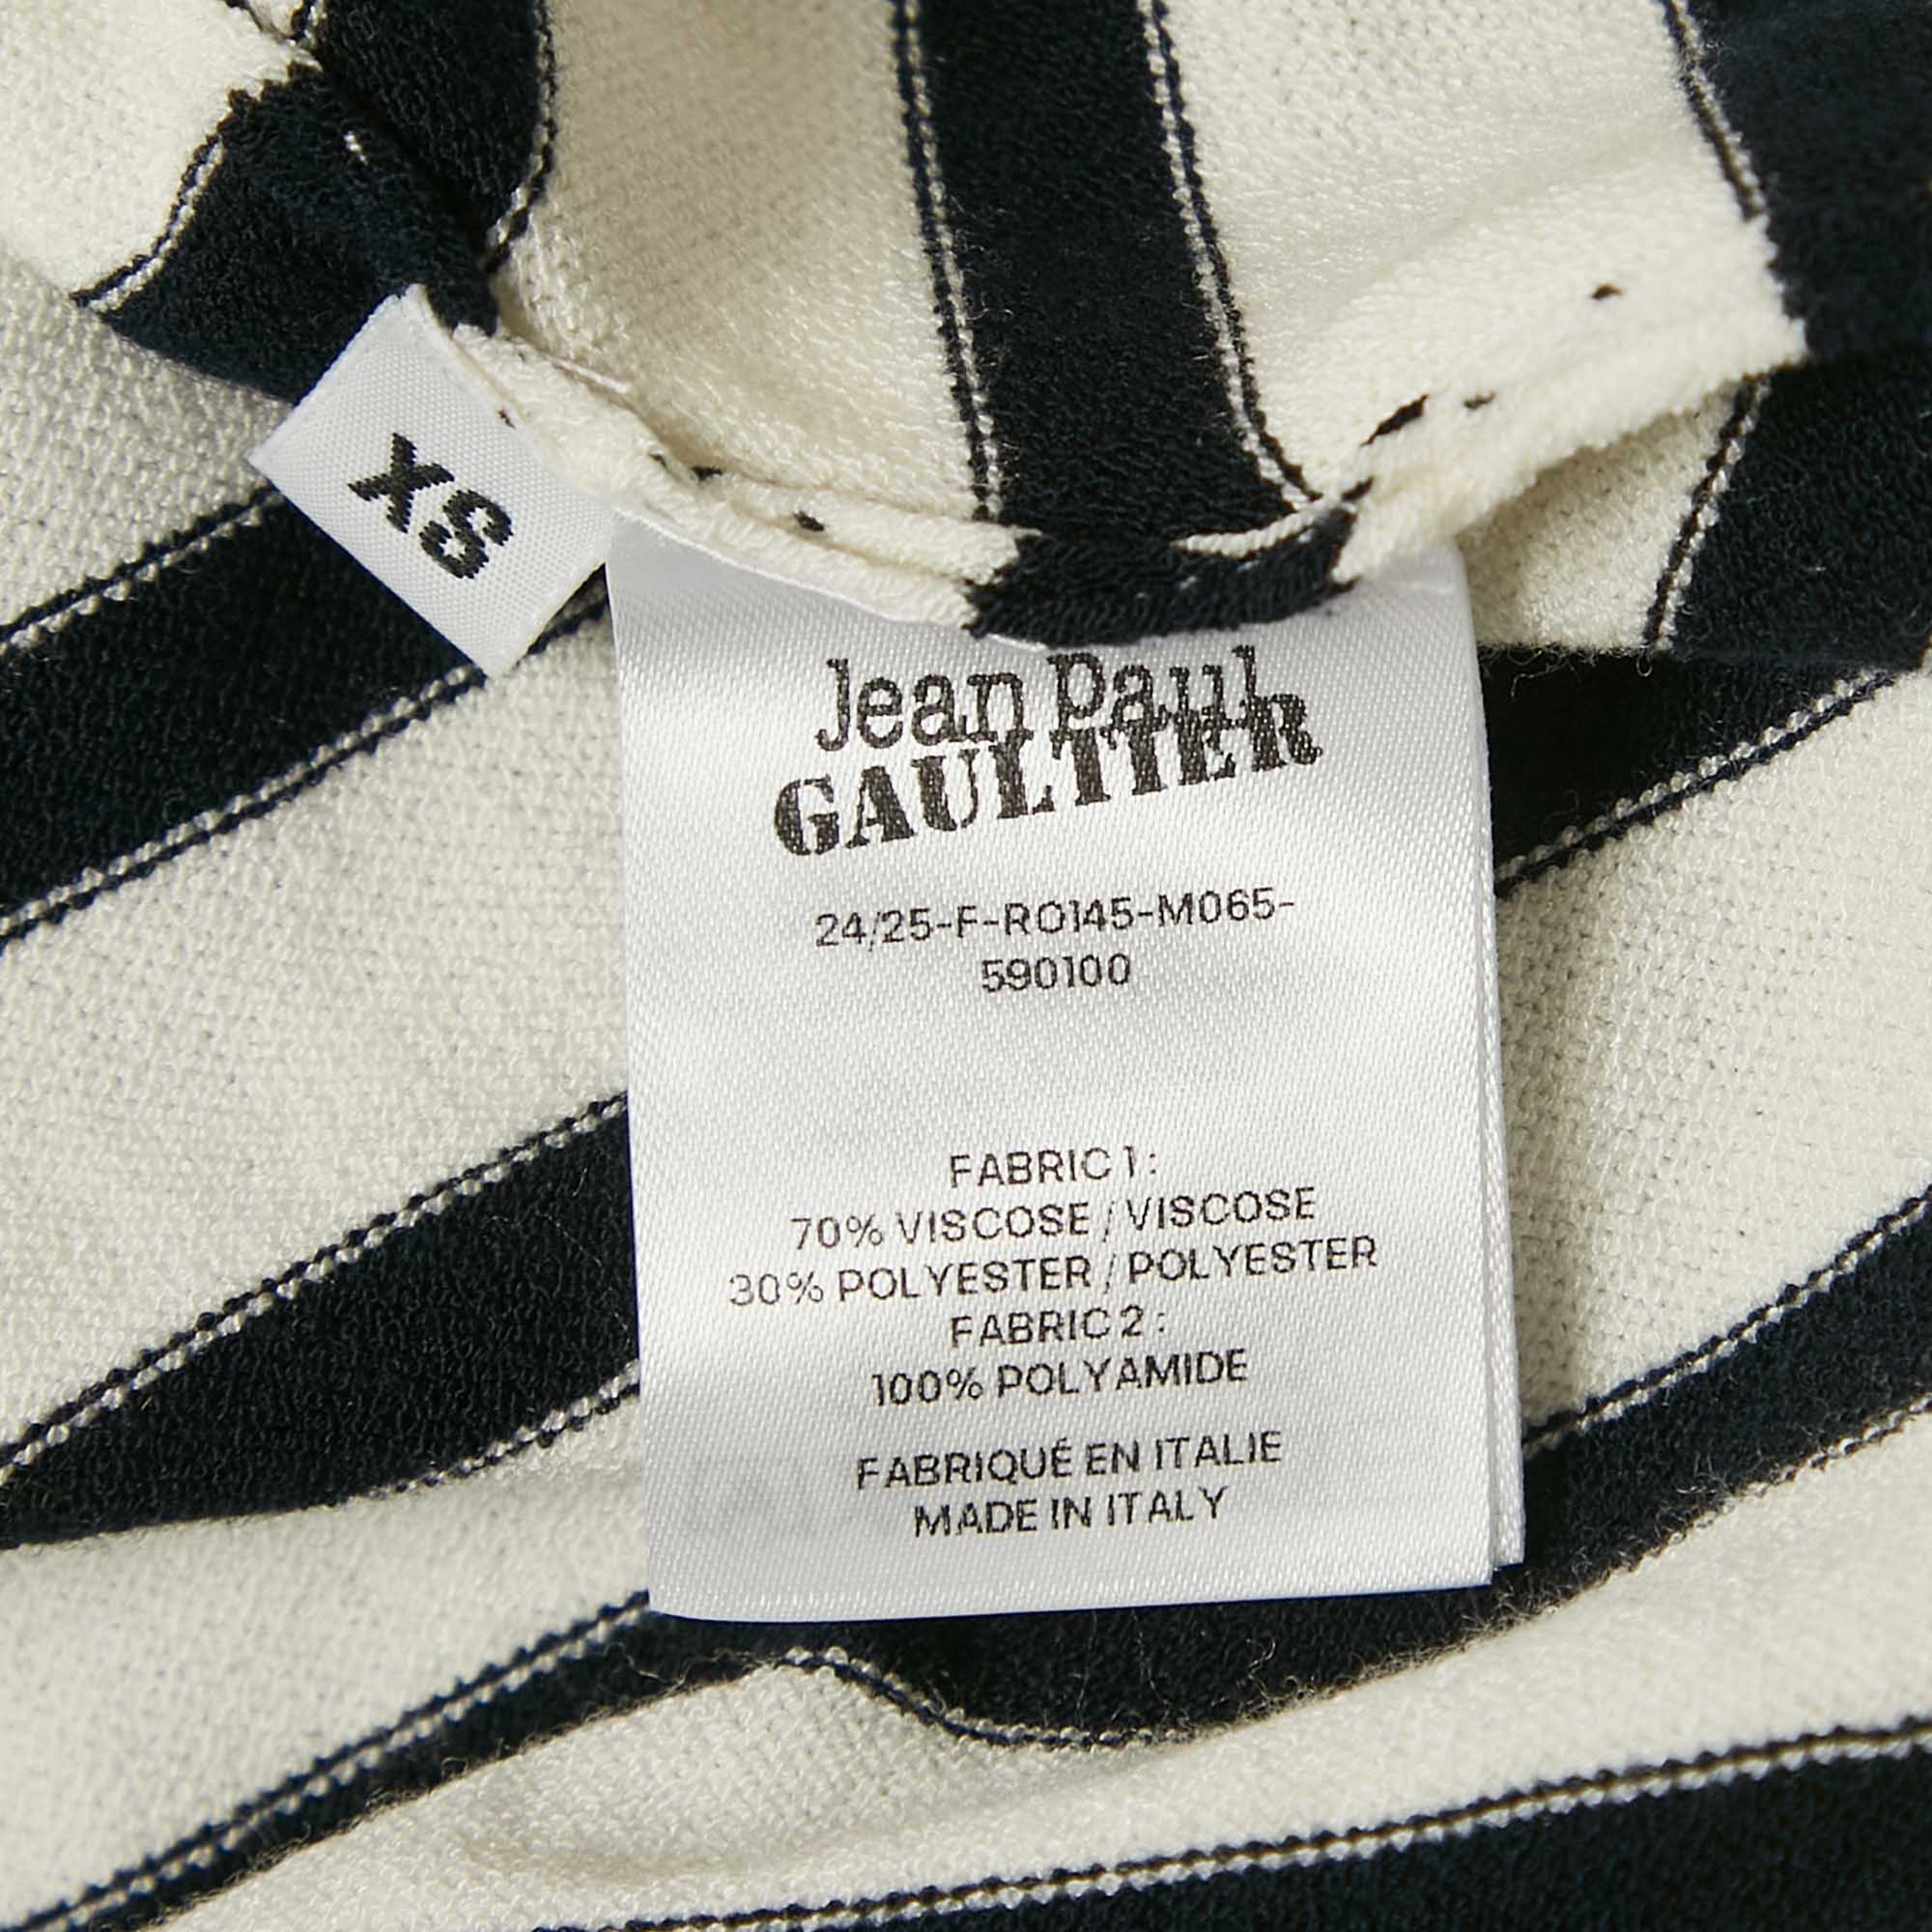 XS
Jean Paul
GAULTIER
24/25-F-RO145-M065-
590100
FABRIC 1 :
70% VISCOSE / VISCOSE
30% POLYESTER / POLYESTER
FABRIC 2 :
100% POLYAMIDE
FABRIQUÉ EN ITALIE
MADE IN ITALY